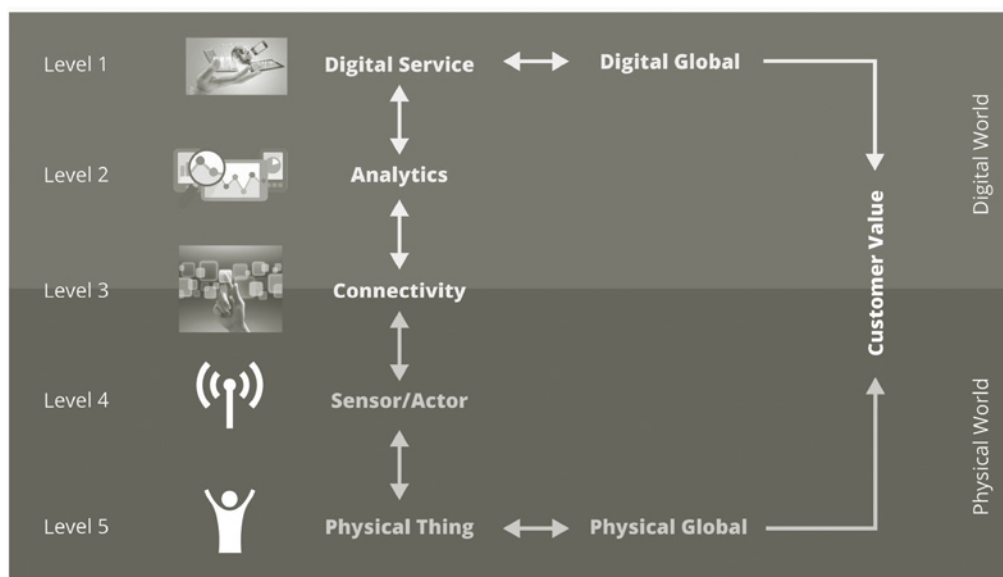 Level 1
Digital Service
Digital Global
Level 2
Analytics
Digital World
Customer Value
Level 3
Connectivity
Level 4
Sensor/Actor
Physical World
Level 5
Physical Thing
Physical Global